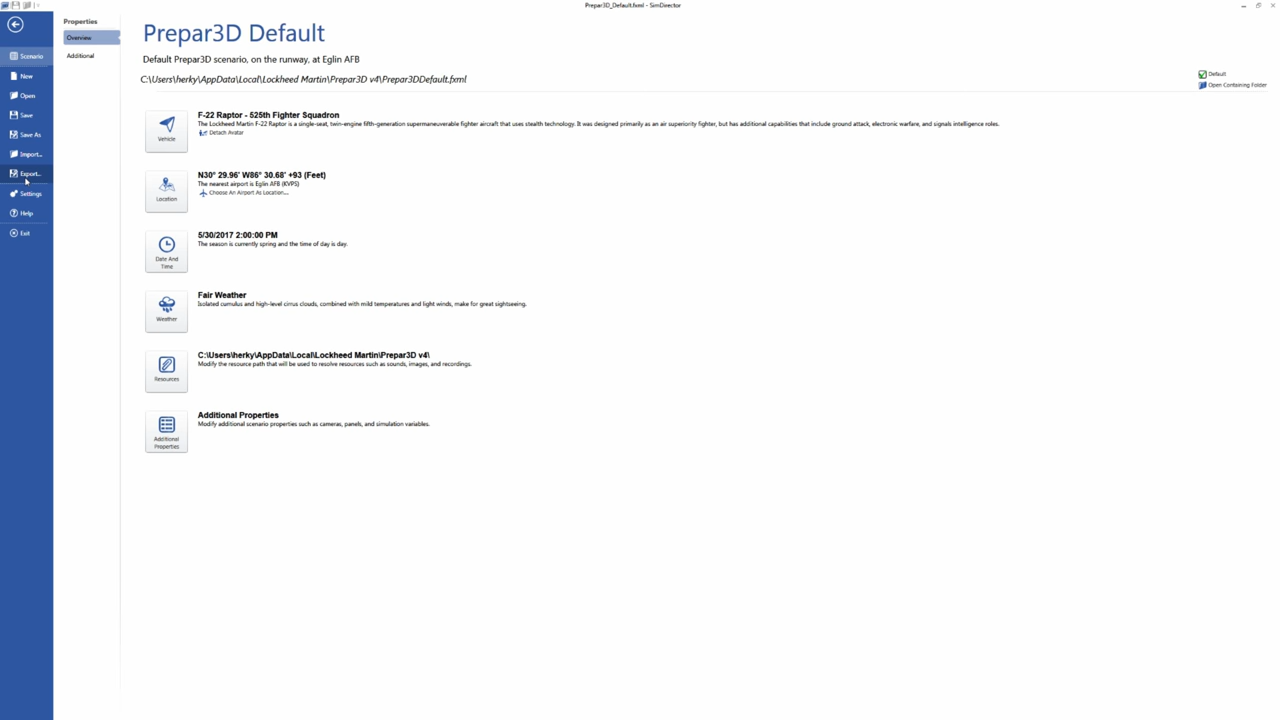 Prepar3D_Default.fxml - SimDirector
Scenario
New
Open
Save
Save As
Import...
Export...
Settings
Help
Exit
Properties
Overview
Additional
Prepar3D Default
Default Prepar3D scenario, on the runway, at Eglin AFB
C:\Users\herky\AppData\Local\Lockheed Martin\Prepar3D v4\Prepar3DDefault.fxml
Default
Open Containing Folder
Vehicle
F-22 Raptor - 525th Fighter Squadron
The Lockheed Martin F-22 Raptor is a single-seat, twin-engine fifth-generation supermaneuverable fighter aircraft that uses stealth technology. It was designed primarily as an air superiority fighter, but has additional capabilities that include ground attack, electronic warfare, and signals intelligence roles.
Detach Avatar
Location
N30° 29.96' W86° 30.68' +93 (Feet)
The nearest airport is Eglin AFB (KVPS)
Choose An Airport As Location...
Date And
Time
5/30/2017 2:00:00 PM
The season is currently spring and the time of day is day.
Weather
Fair Weather
Isolated cumulus and high-level cirrus clouds, combined with mild temperatures and light winds, make for great sightseeing.
Resources
C:\Users\herky\AppData\Local\Lockheed Martin\Prepar3D v4\
Modify the resource path that will be used to resolve resources such as sounds, images, and recordings.
Additional
Properties
Additional Properties
Modify additional scenario properties such as cameras, panels, and simulation variables.